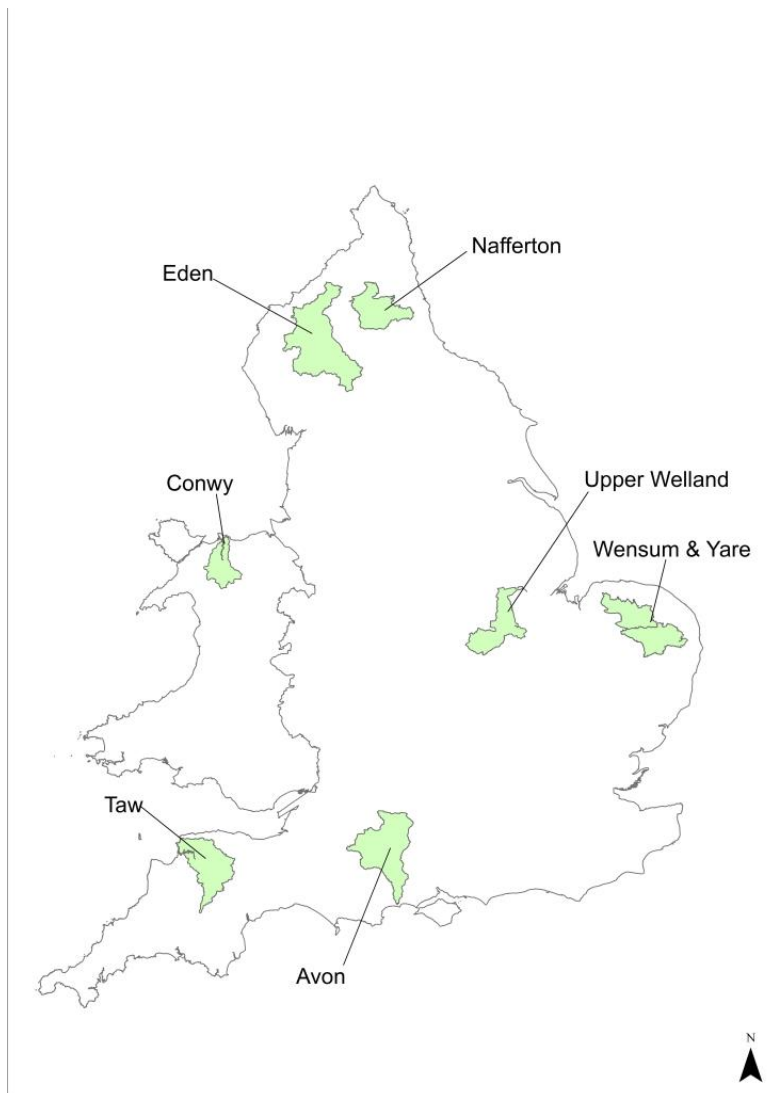 Nafferton
Eden
Upper Welland
Conwy
Wensum & Yare
Taw
Avon
N